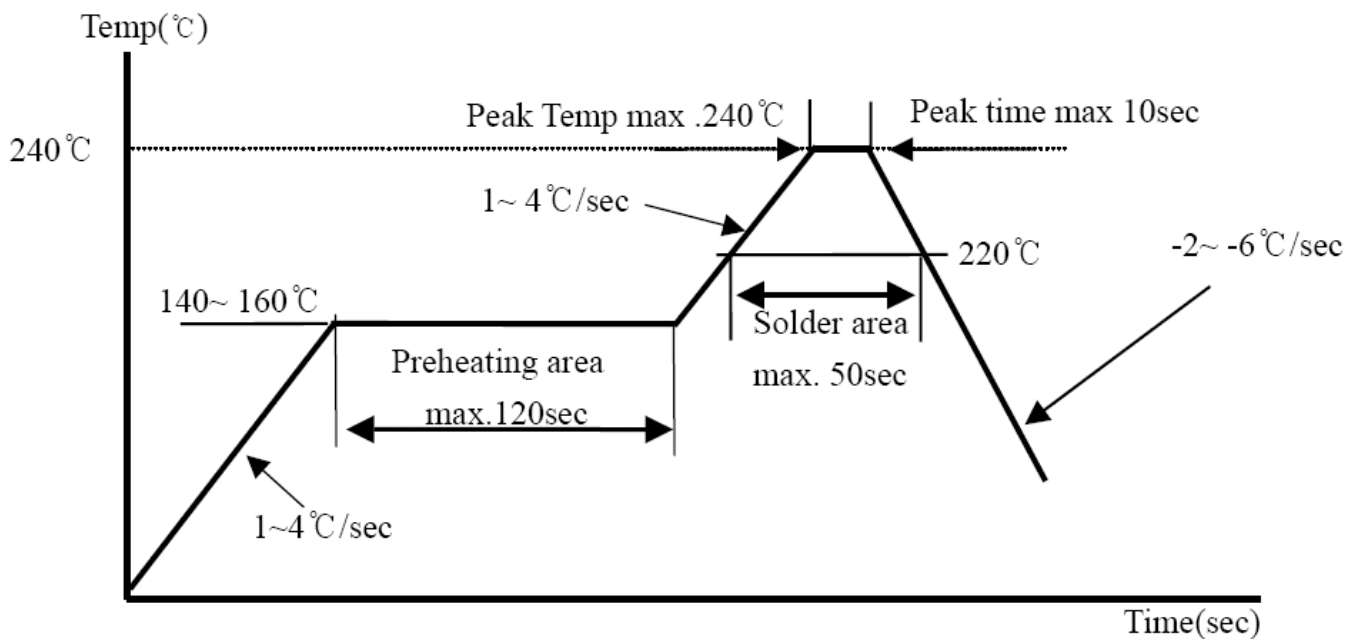 Temp(℃)
Peak Temp max .240℃
Peak time max 10sec
240℃
1~ 4℃/sec
-2~ -6℃/sec
220℃
140~ 160℃
Solder area
max. 50sec
Preheating area
max.120sec
1~4℃/sec
Time(sec)